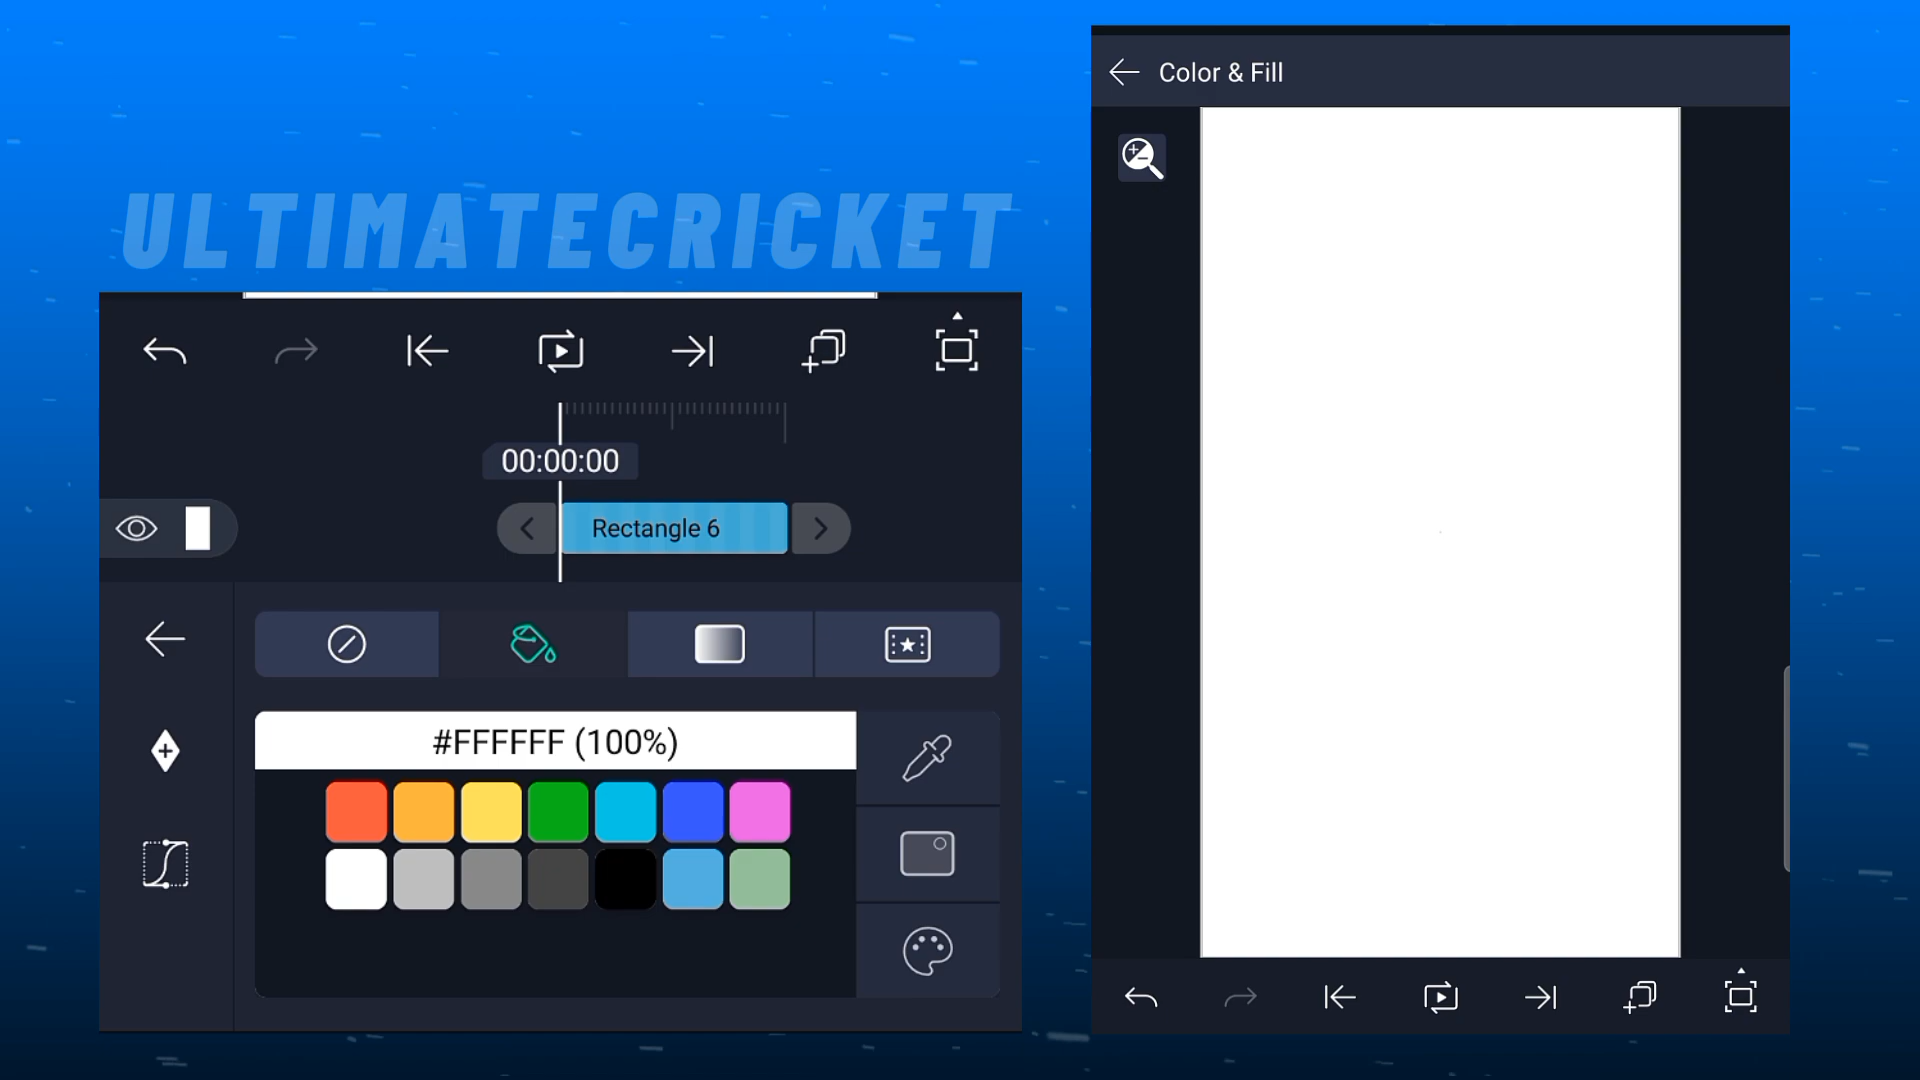 ULTIMATECRICKET
00:00:00
Rectangle 6
#FFFFFF (100%)
Color & Fill